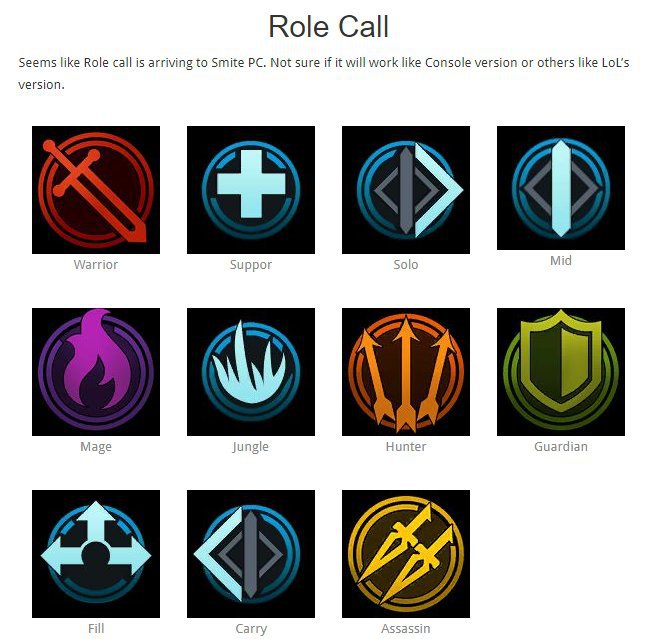 Role Call
Seems like Role call is arriving to Smite PC. Not sure if it will work like Console version or others like LoL's
version.
Warrior
Suppor
Solo
Mid
Mage
Jungle
Hunter
Guardian
Fill
Carry
Assassin